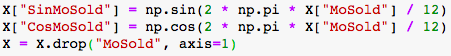 X["SinMoSold"] = np.sin(2 * np.pi * X["MoSold"] / 12)
X["CosMoSold"] = np.cos(2 * np.pi * X["MoSold"] / 12)
X = X.drop("MoSold", axis=1)